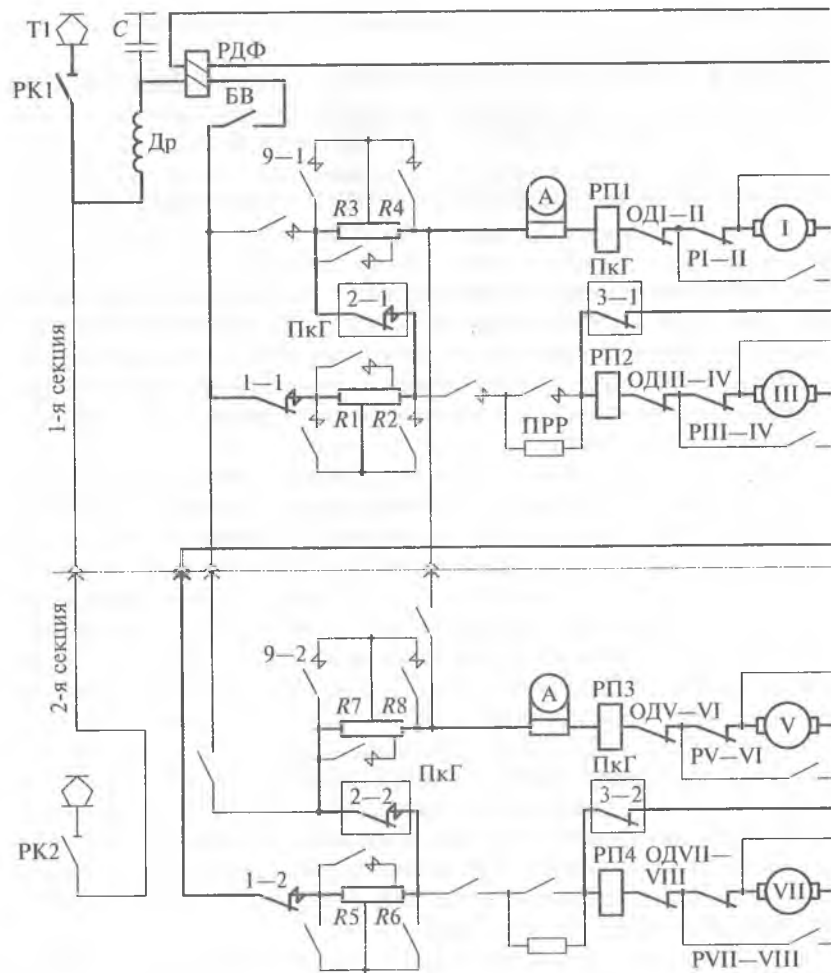 Т1
С
РДФ
РК1
БВ
Др
9—1
R3 R4
А
РП1
ОДI—II
I
РI—II
ПкГ
2—1
ПкГ
3—1
1—1
R1 R2
РП2
ОДIII—IV
III
ПРР
РIII—IV
1-я секция
2-я секция
9—2
R7 R8
А
РП3
ОДV—VI
V
РV—VI
ПкГ
2—2
ПкГ
3—2
РК2
1—2
R5 R6
РП4
ОДVII—
VIII
VII
РVII—VIII